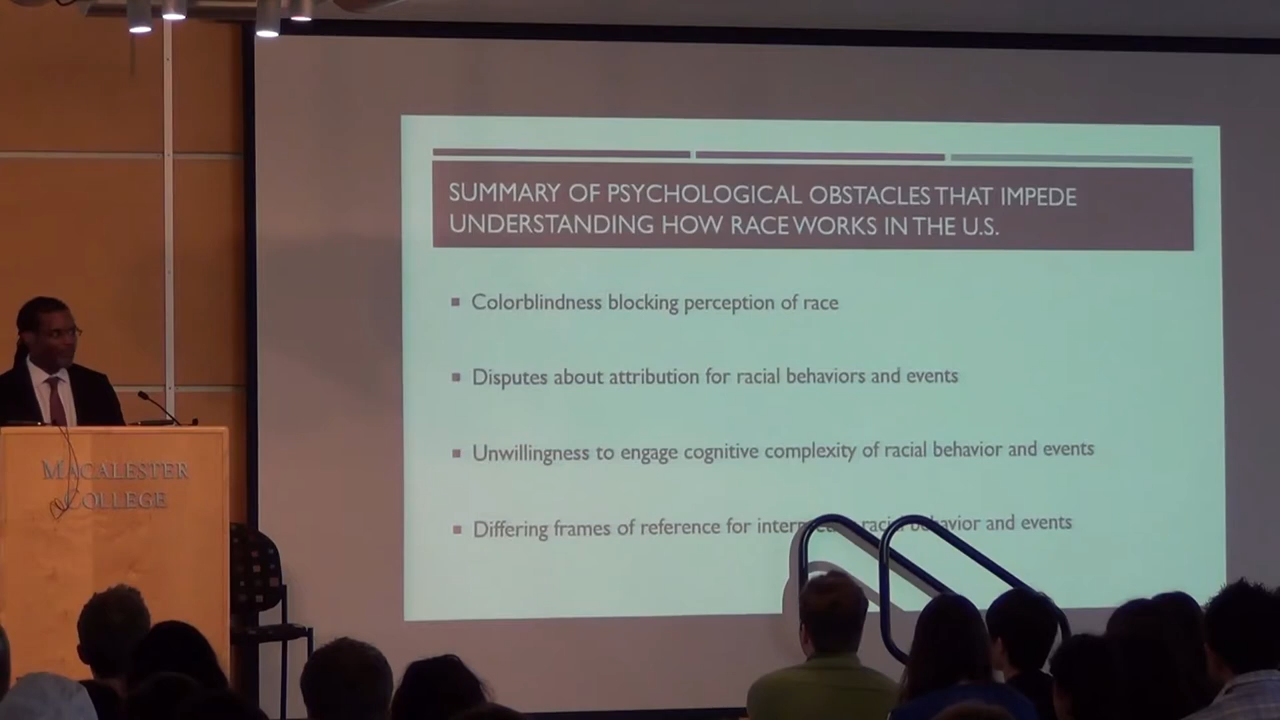 SUMMARY OF PSYCHOLOGICAL OBSTACLES THAT IMPEDE
UNDERSTANDING HOW RACE WORKS IN THE U.S.
Colorblindness blocking perception of race
Disputes about attribution for racial behaviors and events
Unwillingness to engage cognitive complexity of racial behavior and events
Differing frames of reference for racial behavior and events
MACALESTER
COLLEGE